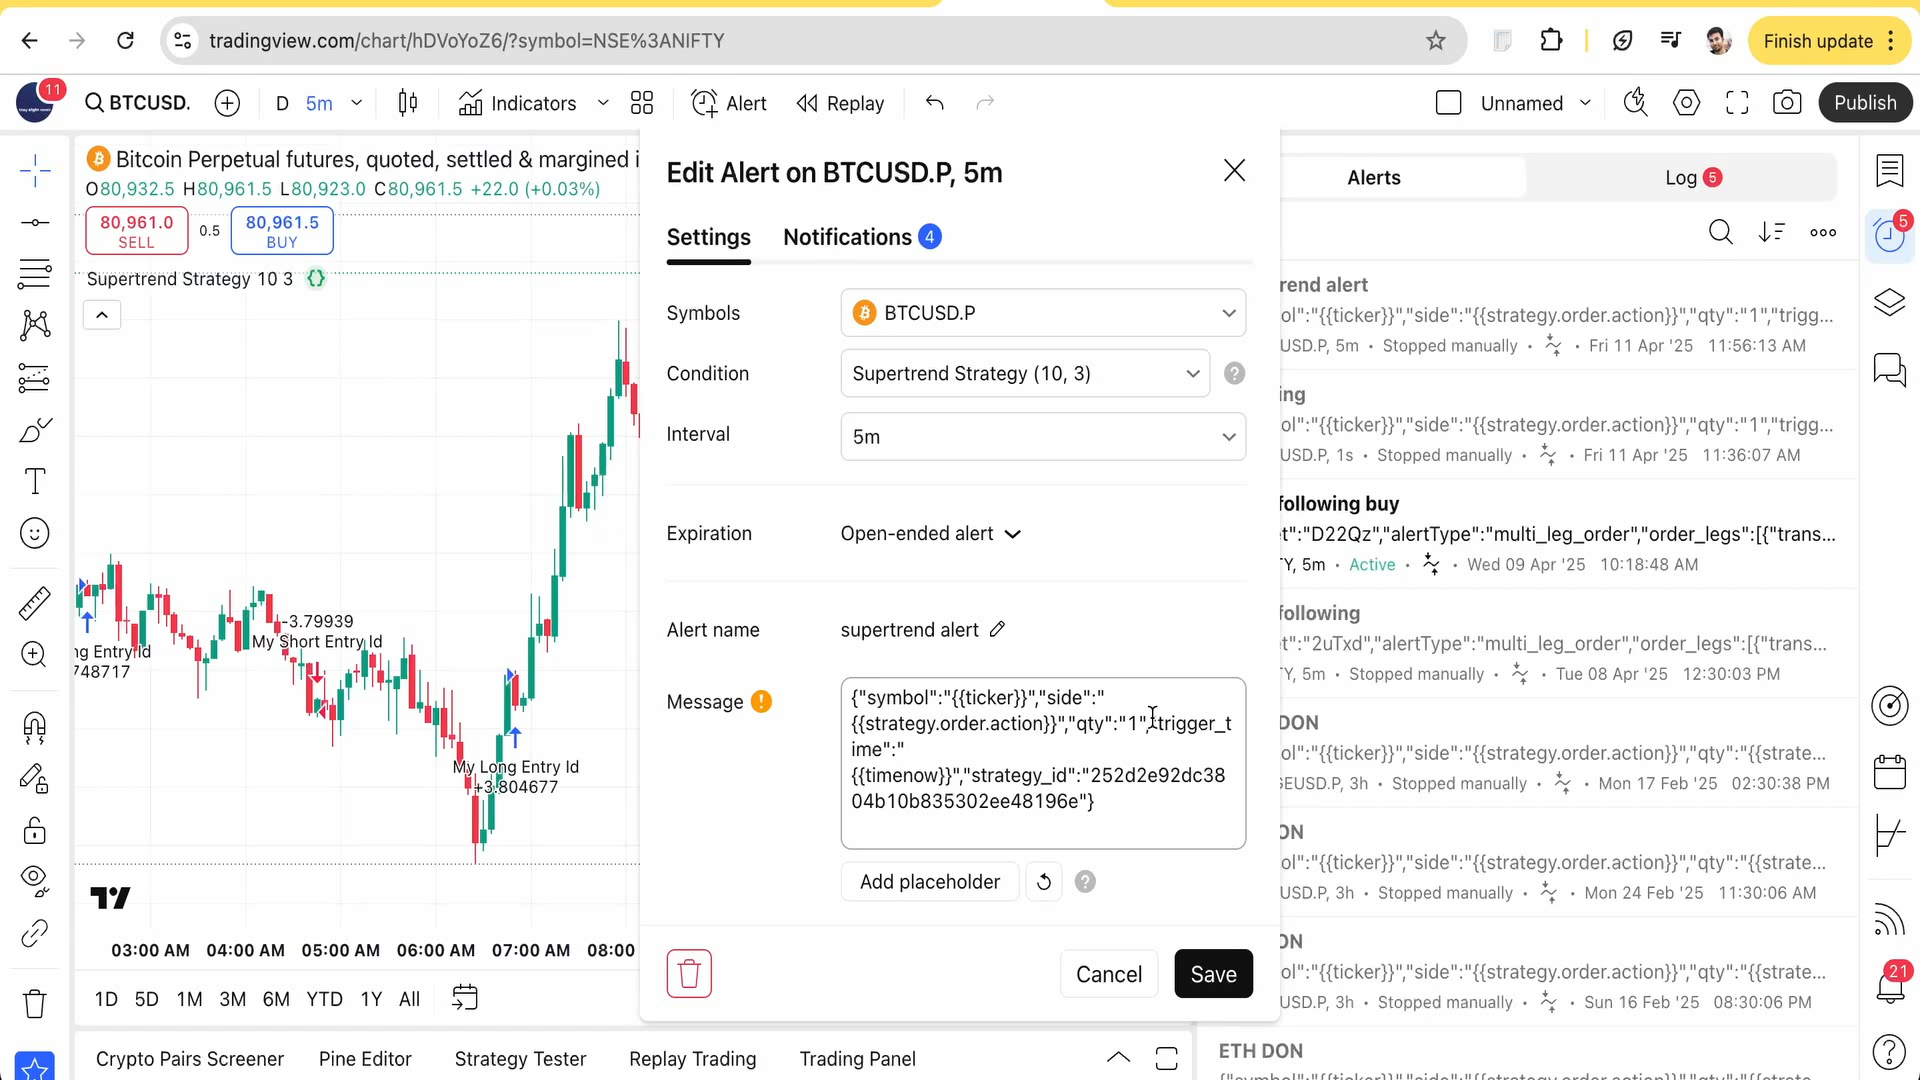 tradingview.com/chart/hDVoYoZ6/?symbol=NSE%3ANIFTY
Finish update
11
BTCUSD.
D
5m
Indicators
Alert
Replay
Unnamed
Publish
Bitcoin Perpetual futures, quoted, settled & margined i
O80,932.5 H80,961.5 L80,923.0 C80,961.5 +22.0 (+0.03%)
80,961.0
SELL
0.5
80,961.5
BUY
Supertrend Strategy 10 3
-3.79939
My Short Entry Id
ng Entry Id
748717
My Long Entry Id
+3.804677
03:00 AM 04:00 AM 05:00 AM 06:00 AM 07:00 AM 08:00
1D 5D 1M 3M 6M YTD 1Y All
Crypto Pairs Screener
Pine Editor
Strategy Tester
Replay Trading
Trading Panel
Edit Alert on BTCUSD.P, 5m
Settings
Notifications 4
Symbols
BTCUSD.P
Condition
Supertrend Strategy (10, 3)
Interval
5m
Expiration
Open-ended alert
Alert name
supertrend alert
Message
{"symbol":"{{ticker}}","side":"
{{strategy.order.action}}","qty":"1","trigger_t
ime":"
{{timenow}}","strategy_id":"252d2e92dc38
04b10b835302ee48196e"}
Add placeholder
Cancel
Save
Alerts
Log 5
rend alert
ol":"{{ticker}}","side":"{{strategy.order.action}}","qty":"1","trigg...
USD.P, 5m • Stopped manually • • Fri 11 Apr '25 11:56:13 AM
ing
ol":"{{ticker}}","side":"{{strategy.order.action}}","qty":"1","trigg...
USD.P, 1s • Stopped manually • • Fri 11 Apr '25 11:36:07 AM
following buy
t":"D22Qz","alertType":"multi_leg_order","order_legs":[{"trans...
TY, 5m • Active • • Wed 09 Apr '25 10:18:48 AM
following
t":"2uTxd","alertType":"multi_leg_order","order_legs":[{"trans...
TY, 5m • Stopped manually • • Tue 08 Apr '25 12:30:03 PM
DON
ol":"{{ticker}}","side":"{{strategy.order.action}}","qty":"{{strate...
GEUSD.P, 3h • Stopped manually • • Mon 17 Feb '25 02:30:38 PM
ON
ol":"{{ticker}}","side":"{{strategy.order.action}}","qty":"{{strate...
USD.P, 3h • Stopped manually • • Mon 24 Feb '25 11:30:06 AM
ON
ol":"{{ticker}}","side":"{{strategy.order.action}}","qty":"{{strate...
USD.P, 3h • Stopped manually • • Sun 16 Feb '25 08:30:06 PM
ETH DON
5
21